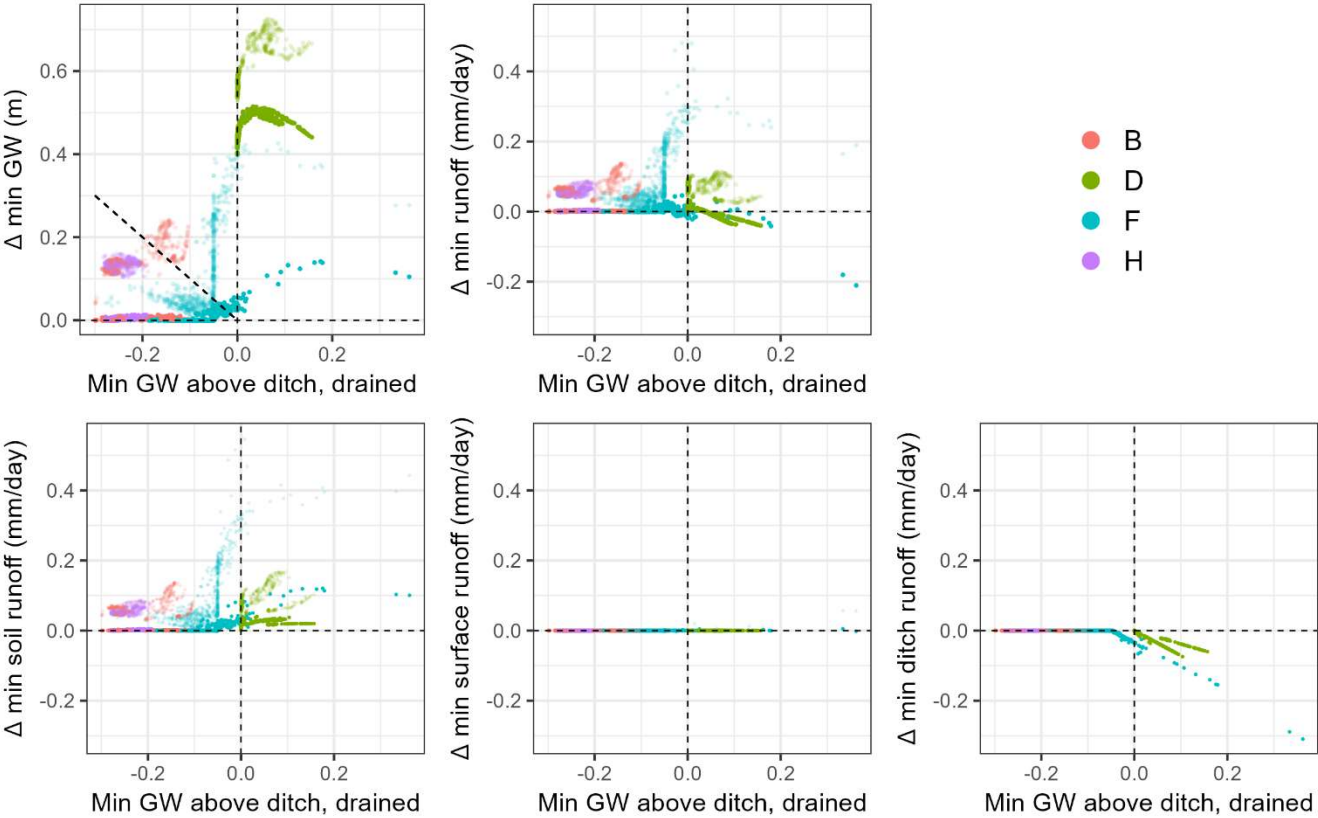 Δ min GW (m)
0.6
0.4
0.2
0.0
-0.2
0.0
0.2
Min GW above ditch, drained
Δ min runoff (mm/day)
0.4
0.2
0.0
-0.2
-0.2
0.0
0.2
Min GW above ditch, drained
B
D
F
H
Δ min soil runoff (mm/day)
0.4
0.2
0.0
-0.2
-0.2
0.0
0.2
Min GW above ditch, drained
Δ min surface runoff (mm/day)
0.4
0.2
0.0
-0.2
-0.2
0.0
0.2
Min GW above ditch, drained
Δ min ditch runoff (mm/day)
0.4
0.2
0.0
-0.2
-0.2
0.0
0.2
Min GW above ditch, drained